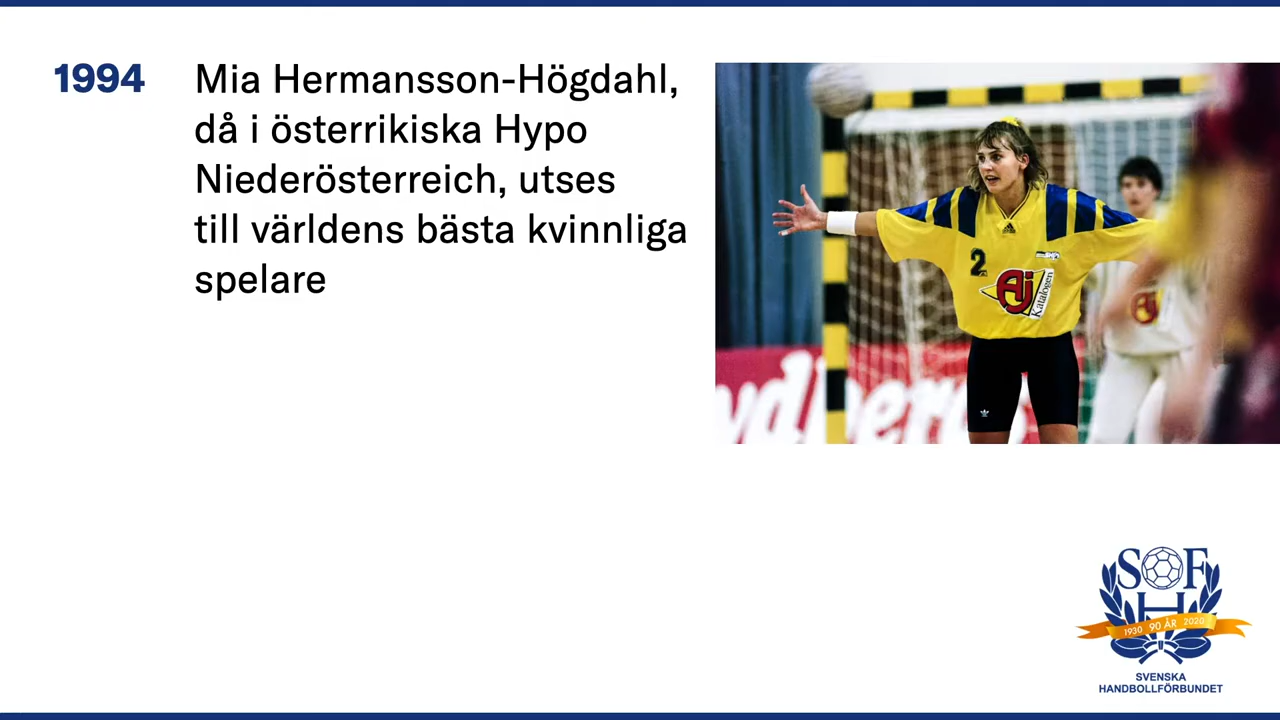 1994
Mia Hermansson-Högdahl,
då i österrikiska Hypo
Niederösterreich, utses
till världens bästa kvinnliga
spelare
2
Aj
Katalogen
S F
H
1930 90 ÅR 2020
SVENSKA
HANDBOLLFÖRBUNDET